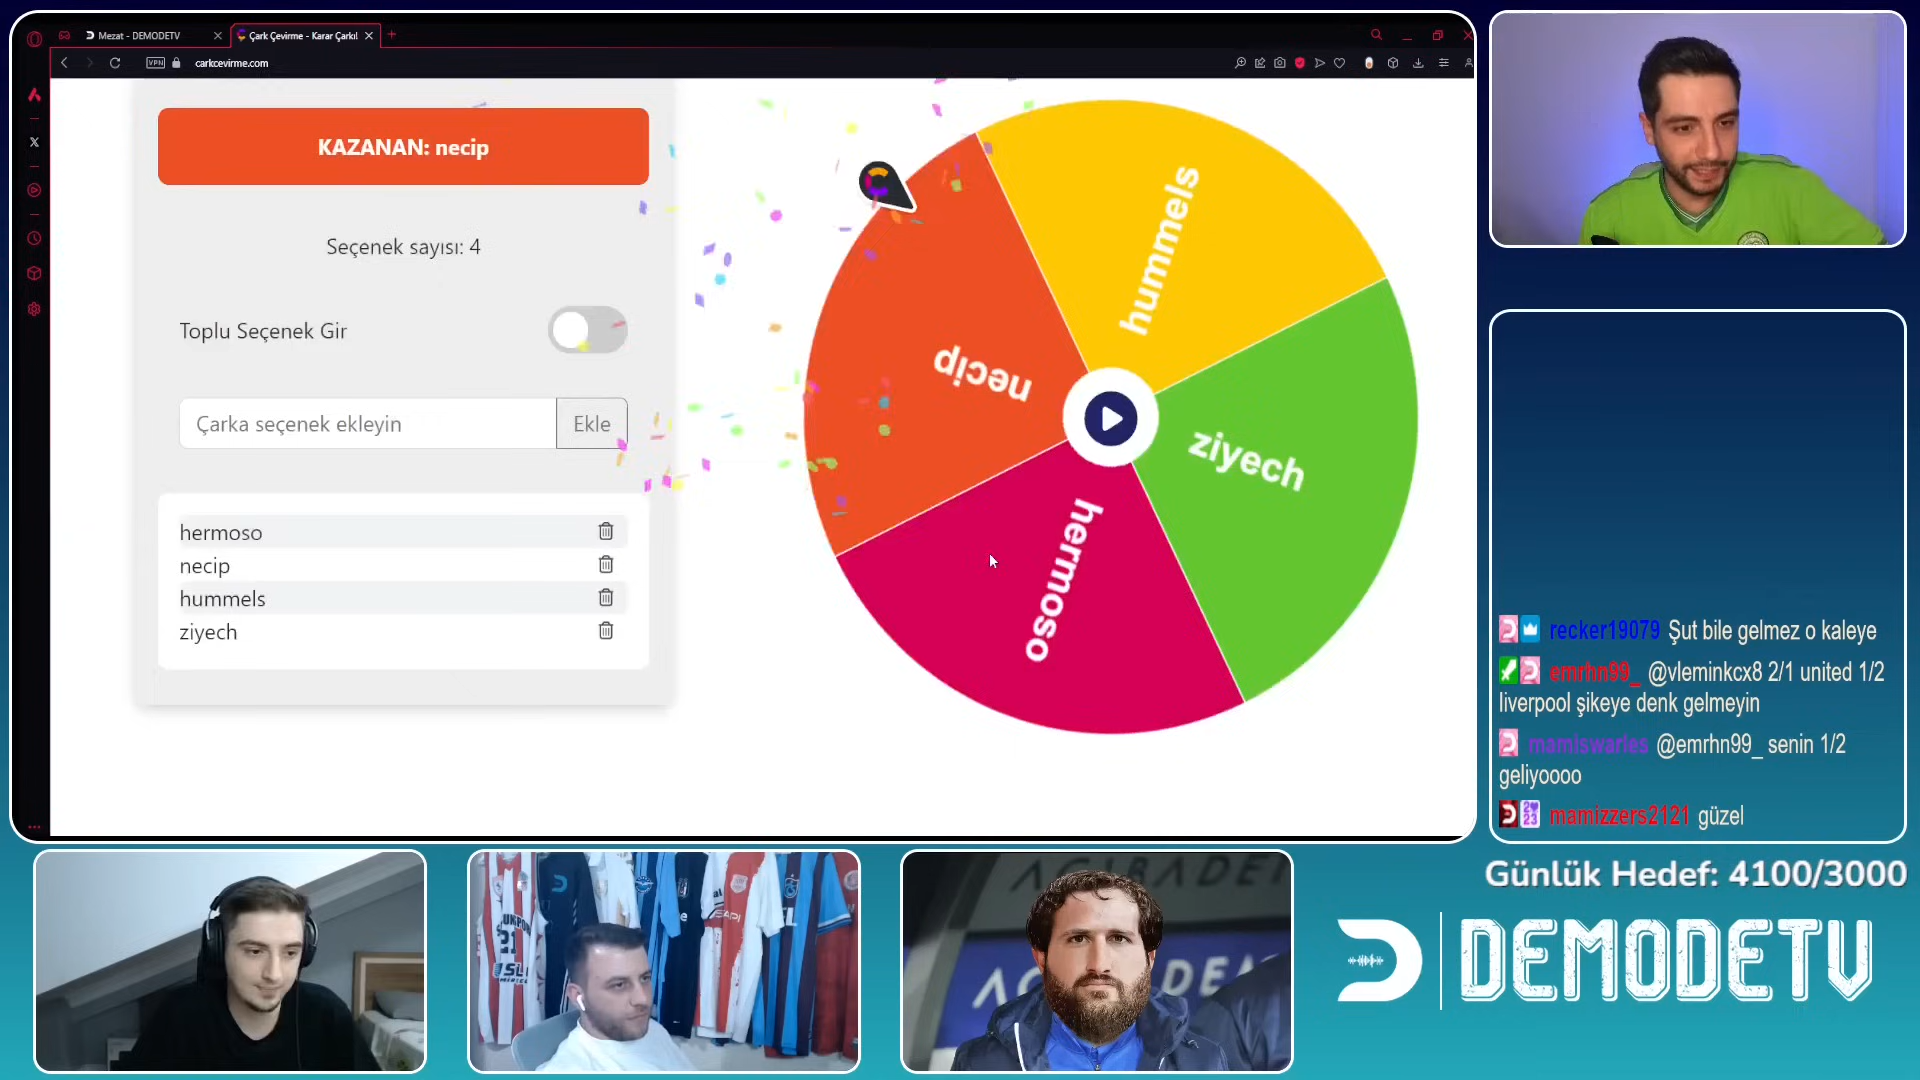 Mezat - DEMODETV
Çark Çevirme - Karar Çarkı!
VPN
carkcevirme.com
KAZANAN: necip
Seçenek sayısı: 4
Toplu Seçenek Gir
Çarka seçenek ekleyin
Ekle
hermoso
necip
hummels
ziyech
hummels
necip
ziyech
hermoso
recker19079 Şut bile gelmez o kaleye
emrhn99_ @vleminkcx8 2/1 united 1/2
liverpool şikeye denk gelmeyin
mamiswarles @emrhn99_ senin 1/2
geliyoooo
mamizzers2121 güzel
Günlük Hedef: 4100/3000
DEMODETV